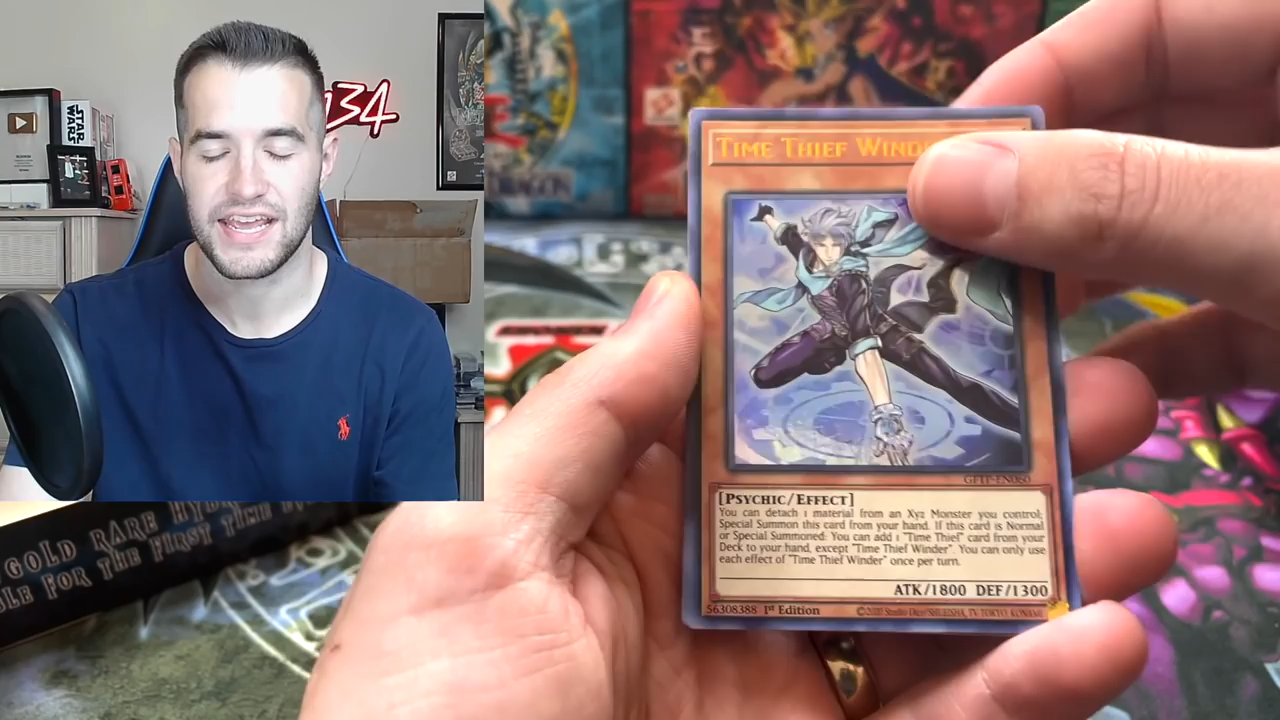 134
STAR
WARS
DRAGON
GOLD RARE
BLE FOR THE FIRST TIME
TIME THIEF WIND
GFTP-EN060
[PSYCHIC/EFFECT]
You can detach 1 material from an Xyz Monster you control;
Special Summon this card from your hand. If this card is Normal
or Special Summoned: You can add 1 "Time Thief" card from your
Deck to your hand, except "Time Thief Winder". You can only use
each effect of "Time Thief Winder" once per turn.
ATK/1800 DEF/1300
56308388 1st Edition ©2020 Studio Dice/SHUEISHA, TV TOKYO, KONAMI